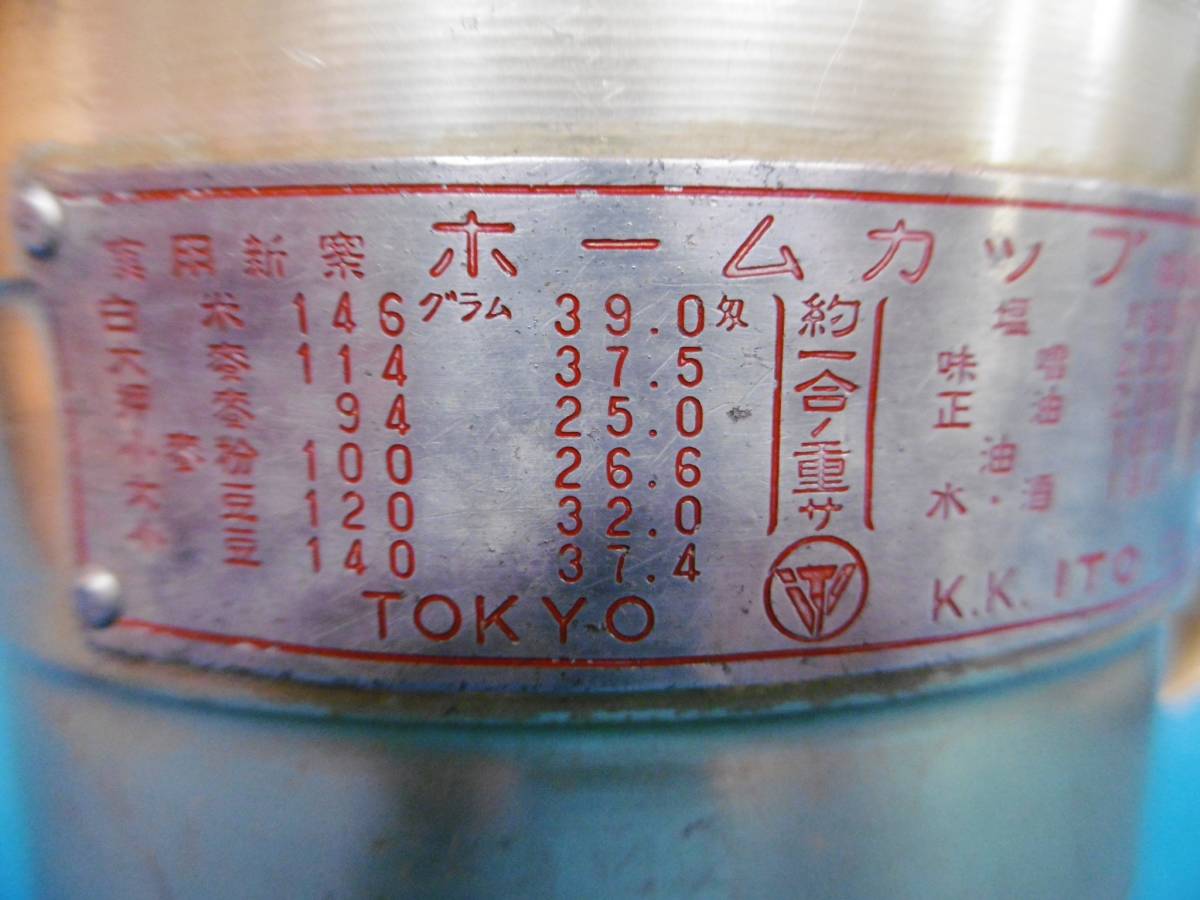 実用新案 ホームカップ
白米 146グラム 39.0匁
大麦 114 37.5
押麦 94 25.0
小麦粉 100 26.6
大豆 120 32.0
小豆 140 37.4
約一合ノ重サ
塩
味噌
正油
油
水・酒
TOKYO
K.K. ITO